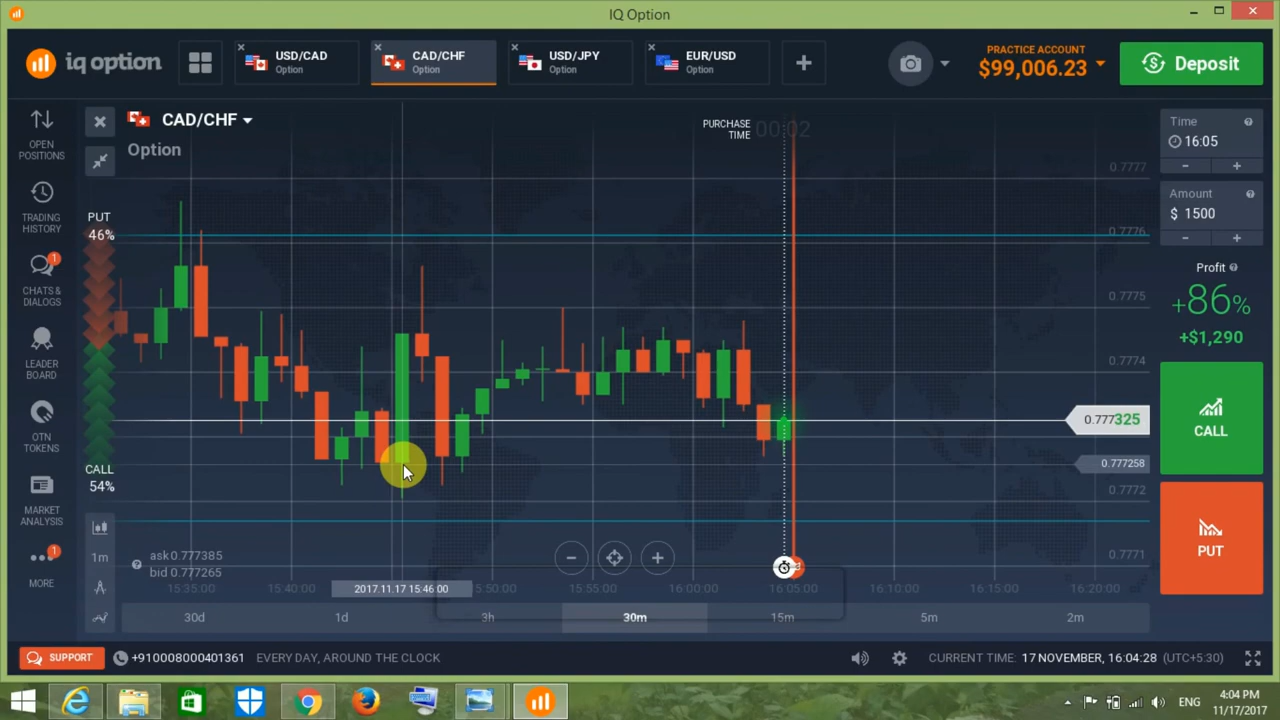 IQ Option
iq option
USD/CAD
Option
CAD/CHF
Option
USD/JPY
Option
EUR/USD
Option
PRACTICE ACCOUNT
$99,006.23
Deposit
OPEN
POSITIONS
TRADING
HISTORY
1
CHATS &
DIALOGS
LEADER
BOARD
OTN
TOKENS
MARKET
ANALYSIS
1
MORE
CAD/CHF
Option
PURCHASE
TIME
00:02
PUT
46%
CALL
54%
1m
ask 0.777385
bid 0.777265
0.7777
0.7776
0.7775
0.7774
0.777325
0.777258
0.7772
0.7771
15:35:00
15:40:00
2017.11.17 15:46:00
5:50:00
15:55:00
16:00:00
16:05:00
16:10:00
16:15:00
16:20:00
30d
1d
3h
30m
15m
5m
2m
Time
16:05
- +
Amount
$ 1500
- +
Profit
+86%
+$1,290
CALL
PUT
SUPPORT
+910008000401361
EVERY DAY, AROUND THE CLOCK
CURRENT TIME: 17 NOVEMBER, 16:04:28 (UTC+5:30)
ENG
4:04 PM
11/17/2017